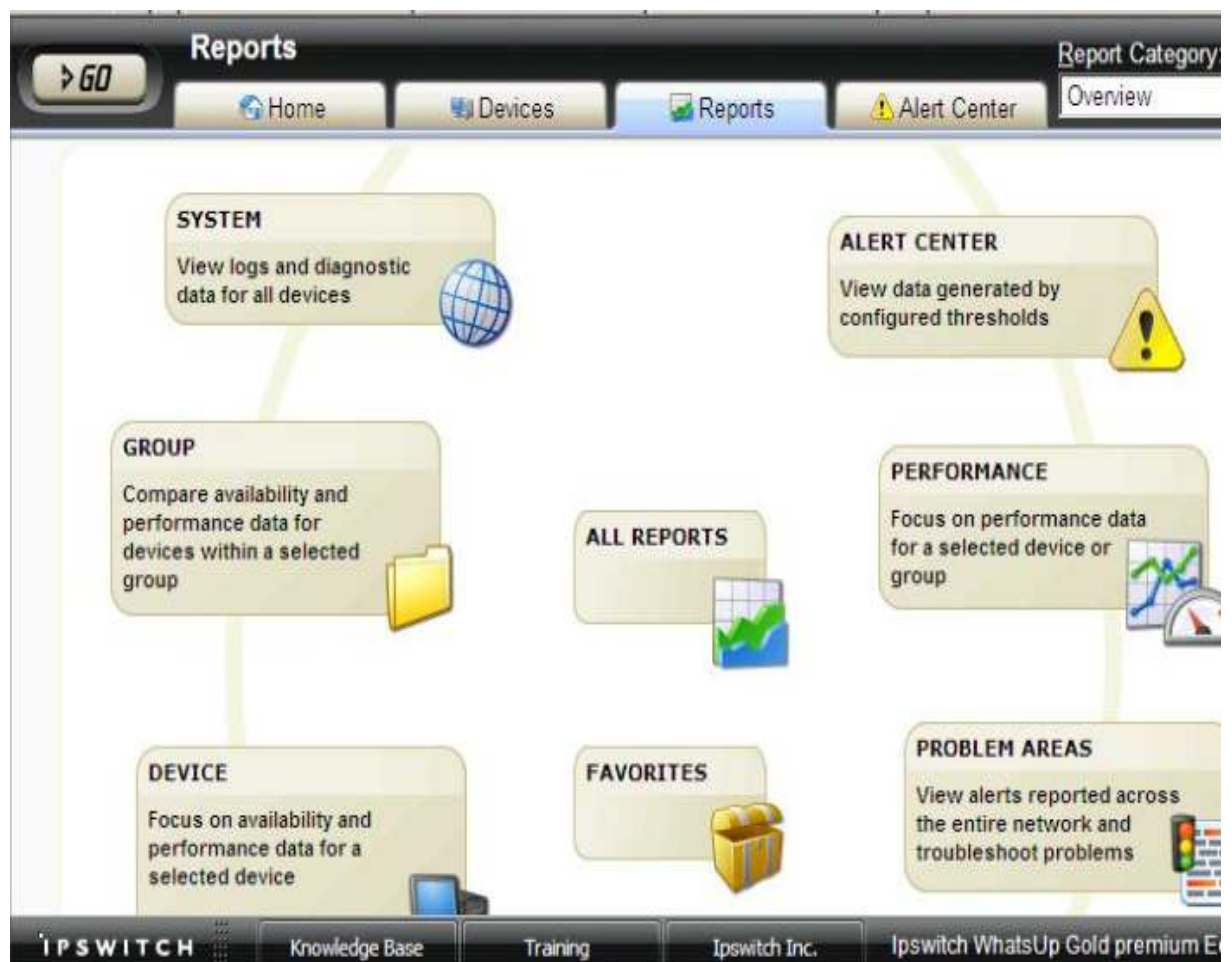 Reports
GO
Report Category:
Home
Devices
Reports
Alert Center
Overview
SYSTEM
View logs and diagnostic
data for all devices
ALERT CENTER
View data generated by
configured thresholds
GROUP
Compare availability and
performance data for
devices within a selected
group
ALL REPORTS
PERFORMANCE
Focus on performance data
for a selected device or
group
DEVICE
Focus on availability and
performance data for a
selected device
FAVORITES
PROBLEM AREAS
View alerts reported across
the entire network and
troubleshoot problems
IPSWITCH
Knowledge Base
Training
Ipswitch Inc.
Ipswitch WhatsUp Gold premium